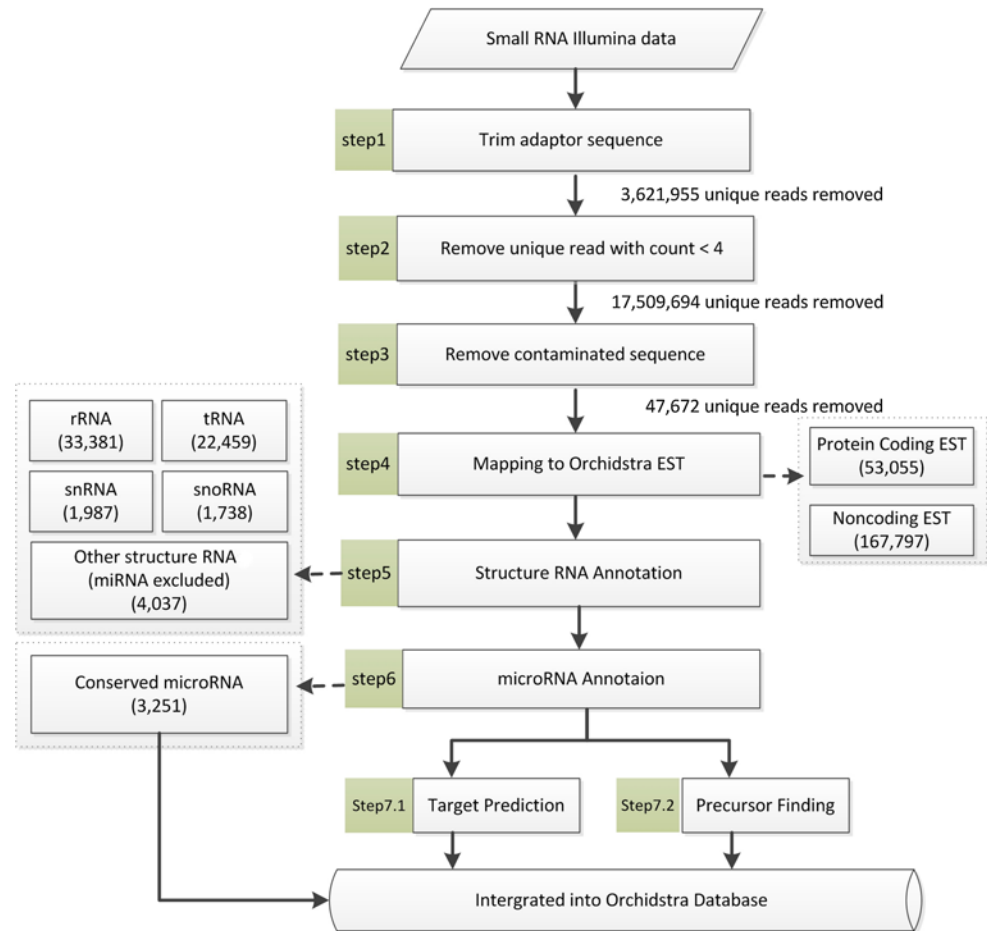 Small RNA Illumina data
step1
Trim adaptor sequence
3,621,955 unique reads removed
step2
Remove unique read with count < 4
17,509,694 unique reads removed
step3
Remove contaminated sequence
47,672 unique reads removed
rRNA
(33,381)
tRNA
(22,459)
snRNA
(1,987)
snoRNA
(1,738)
Other structure RNA
(miRNA excluded)
(4,037)
step4
Mapping to Orchidstra EST
Protein Coding EST
(53,055)
Noncoding EST
(167,797)
step5
Structure RNA Annotation
Conserved microRNA
(3,251)
step6
microRNA Annotaion
Step7.1
Target Prediction
Step7.2
Precursor Finding
Intergrated into Orchidstra Database